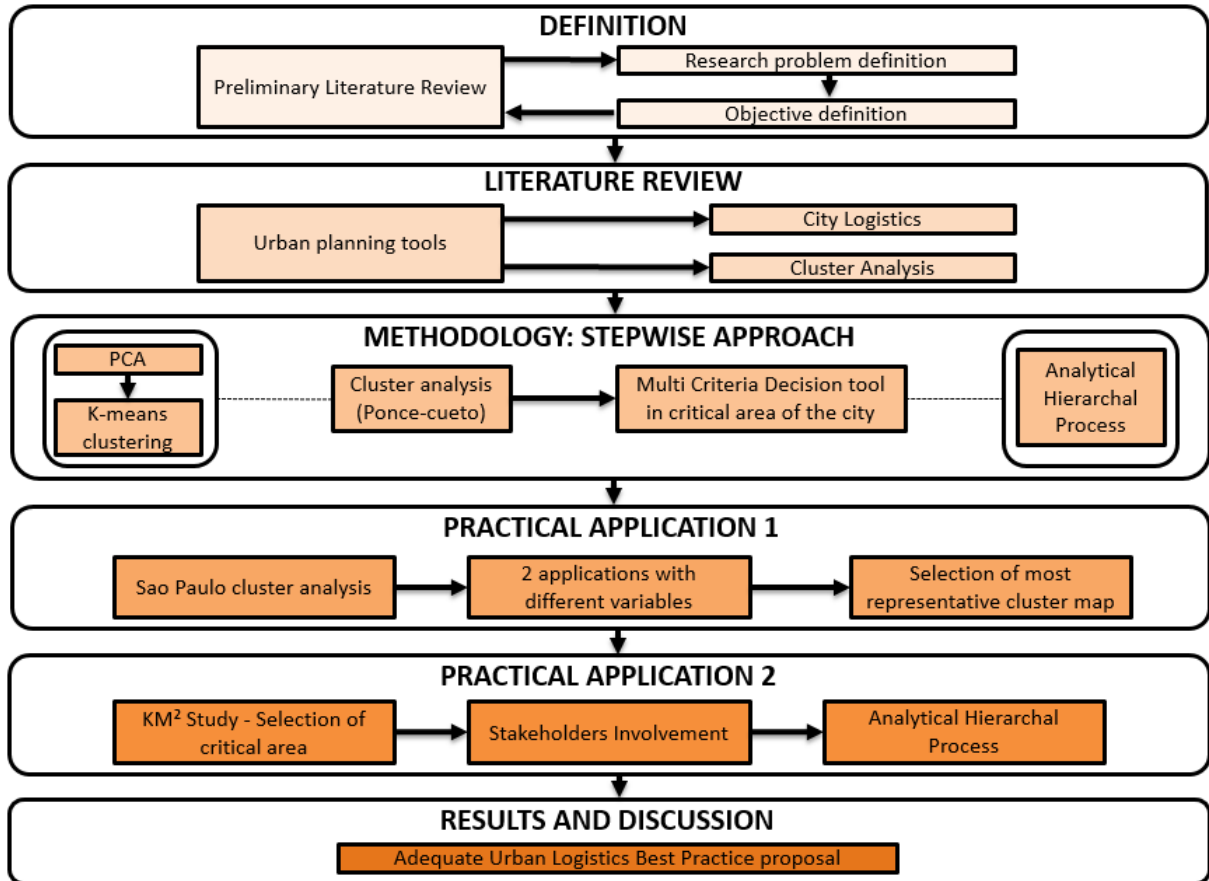 DEFINITION
Preliminary Literature Review
Research problem definition
Objective definition
LITERATURE REVIEW
Urban planning tools
City Logistics
Cluster Analysis
METHODOLOGY: STEPWISE APPROACH
PCA
K-means
clustering
Cluster analysis
(Ponce-cueto)
Multi Criteria Decision tool
in critical area of the city
Analytical
Hierarchal
Process
PRACTICAL APPLICATION 1
Sao Paulo cluster analysis
2 applications with
different variables
Selection of most
representative cluster map
PRACTICAL APPLICATION 2
KM² Study - Selection of
critical area
Stakeholders Involvement
Analytical Hierarchal
Process
RESULTS AND DISCUSSION
Adequate Urban Logistics Best Practice proposal